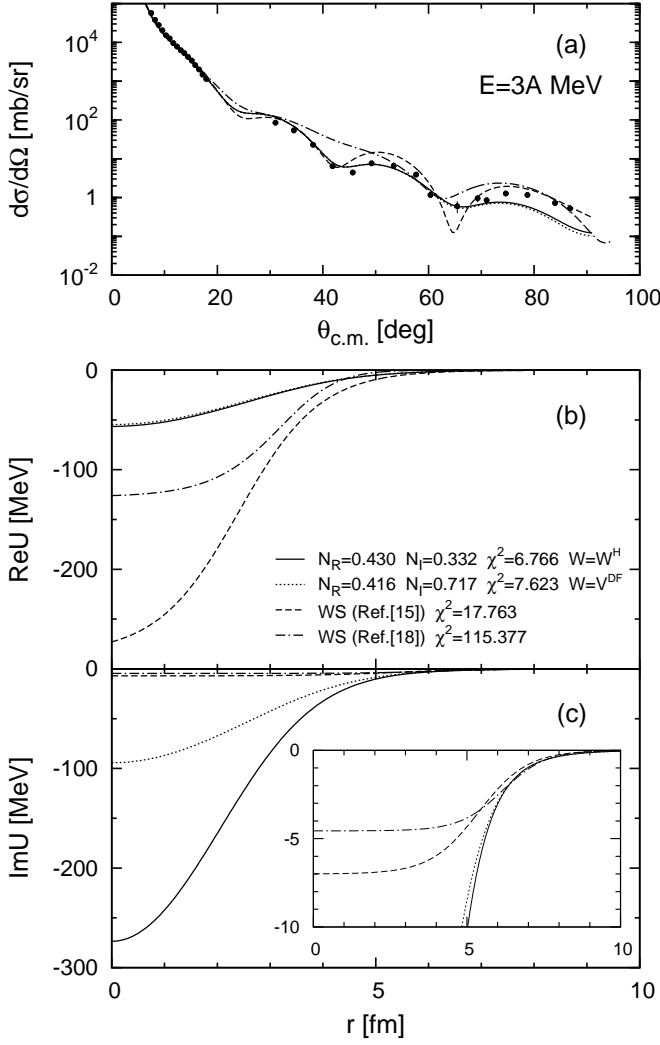 (a)
E=3A MeV
dσ/dΩ [mb/sr]
10^4
10^2
1
10^-2
0 20 40 60 80 100
θ_c.m. [deg]
(b)
ReU [MeV]
0
-100
-200
N_R=0.430 N_I=0.332 χ^2=6.766 W=W^H
N_R=0.416 N_I=0.717 χ^2=7.623 W=V^DF
WS (Ref.[15]) χ^2=17.763
WS (Ref.[18]) χ^2=115.377
(c)
ImU [MeV]
0
-100
-200
-300
0
-5
-10
0 5 10
0 5 10
r [fm]